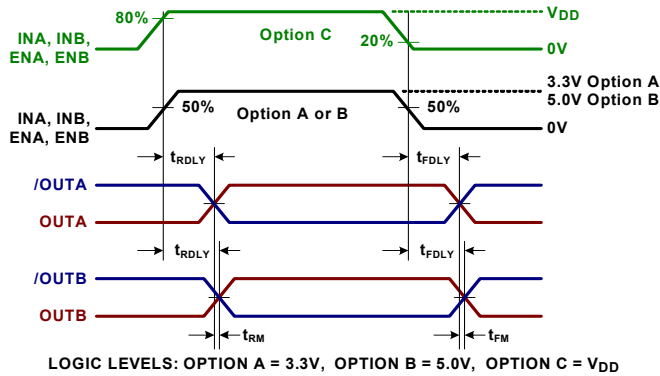 80%
Option C
20%
VDD
INA, INB,
ENA, ENB
0V
50%
Option A or B
50%
3.3V Option A
5.0V Option B
INA, INB,
ENA, ENB
0V
tRDLY
tFDLY
/OUTA
OUTA
tRDLY
tFDLY
/OUTB
OUTB
tRM
tFM
LOGIC LEVELS: OPTION A = 3.3V, OPTION B = 5.0V, OPTION C = VDD